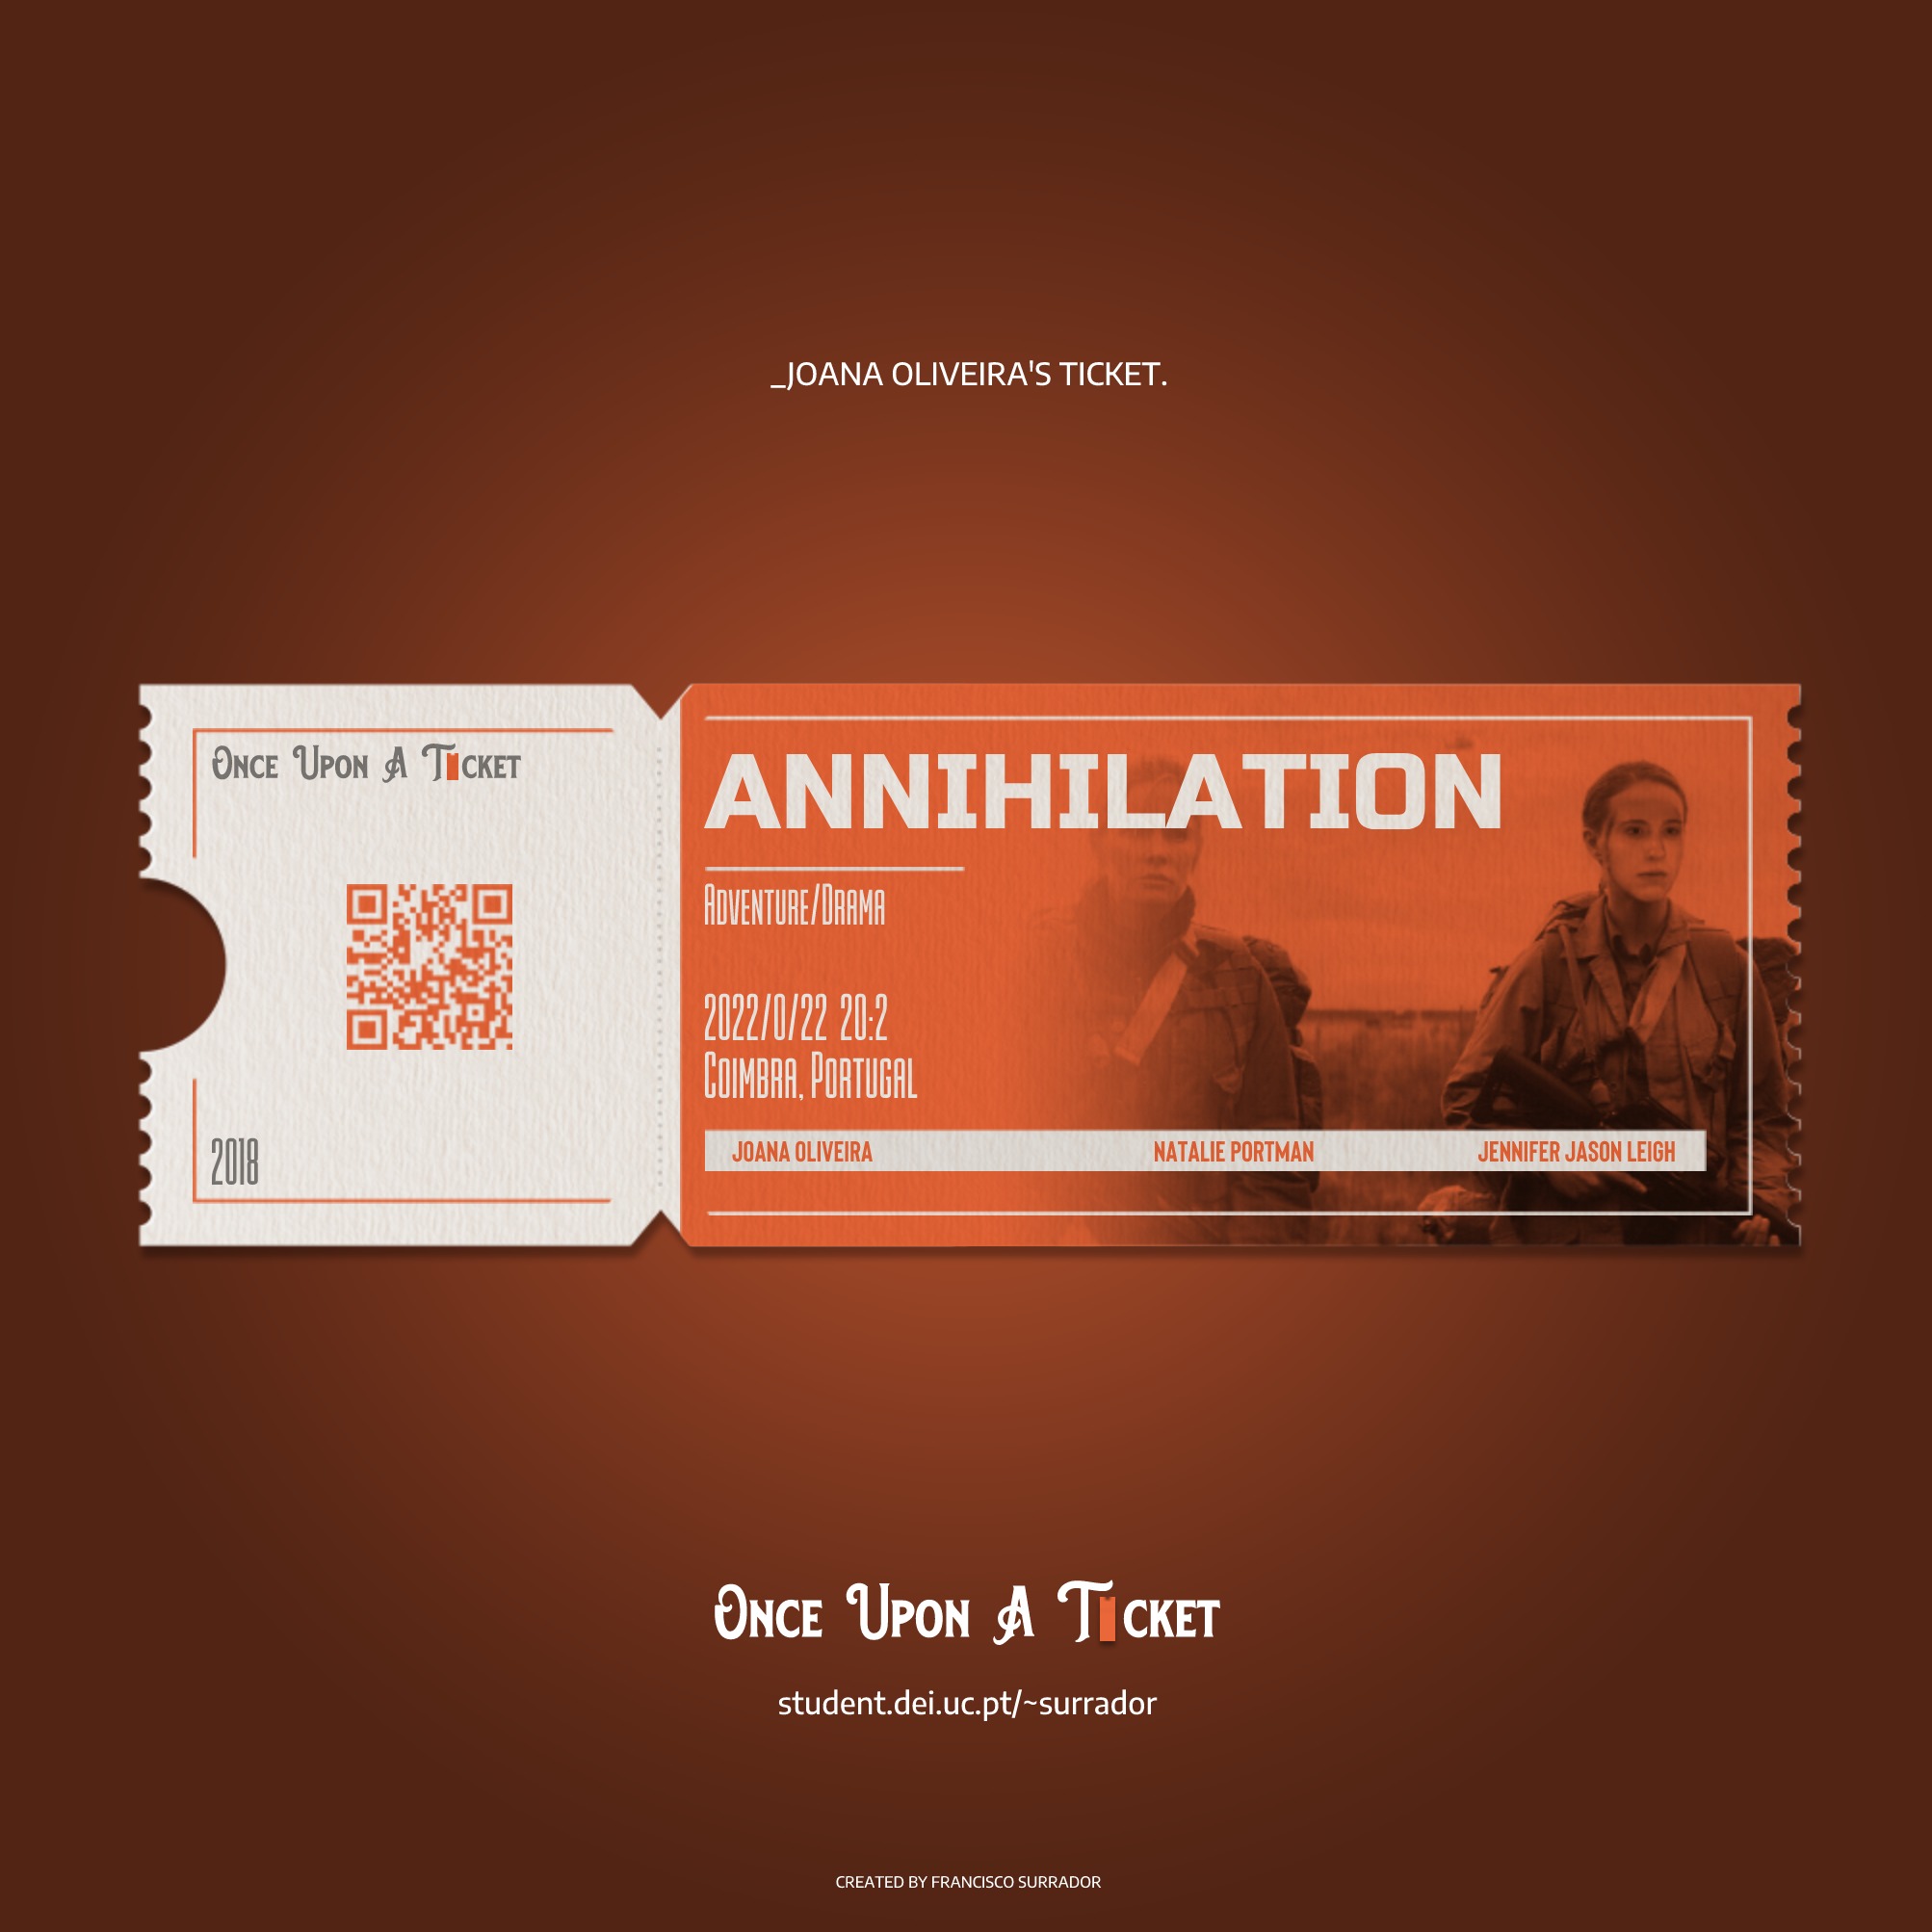 _JOANA OLIVEIRA'S TICKET.
ONCE UPON A TICKET
2018
ANNIHILATION
ADVENTURE/DRAMA
2022/0/22 20:2
COIMBRA, PORTUGAL
JOANA OLIVEIRA NATALIE PORTMAN JENNIFER JASON LEIGH
ONCE UPON A TICKET
student.dei.uc.pt/~surrador
CREATED BY FRANCISCO SURRADOR